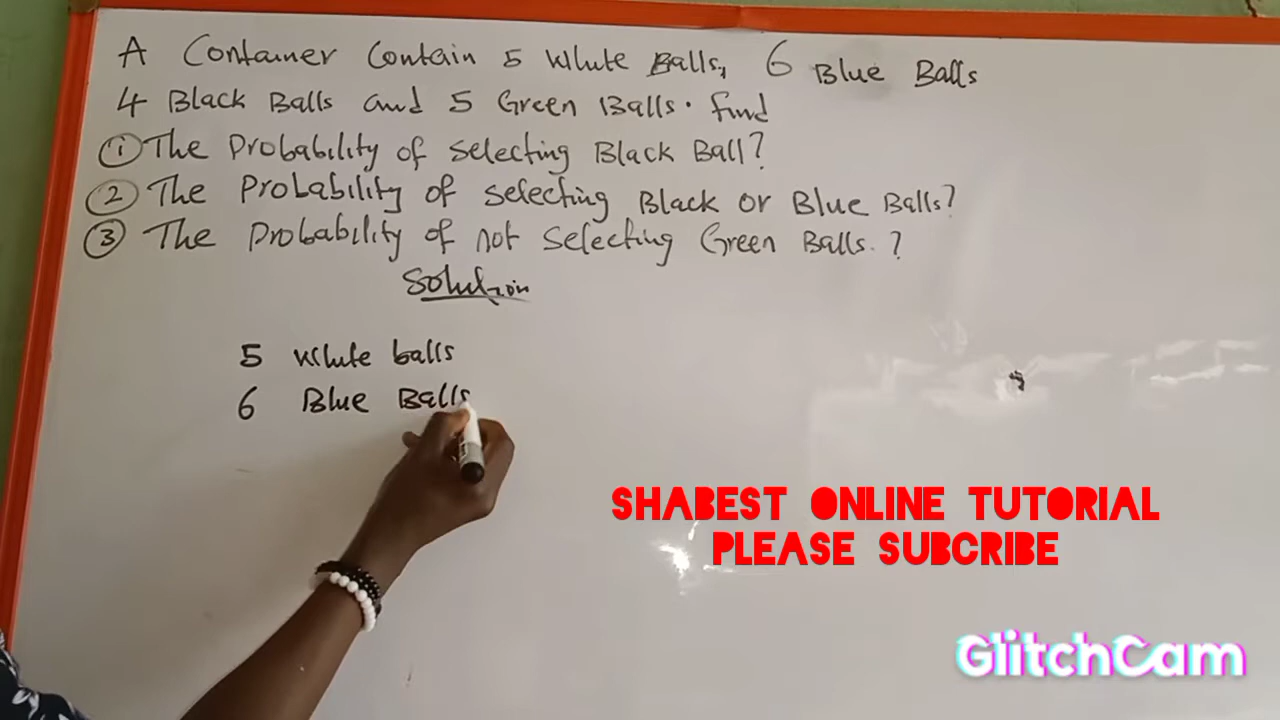 A Container Contain 5 White Balls, 6 Blue Balls
4 Black Balls and 5 Green Balls. find
① The Probability of Selecting Black Ball?
② The Probability of Selecting Black or Blue Balls?
③ The Probability of not Selecting Green Balls. ?
Solution
5 White balls
6 Blue Balls
SHABEST ONLINE TUTORIAL
PLEASE SUBCRIBE
GlitchCam